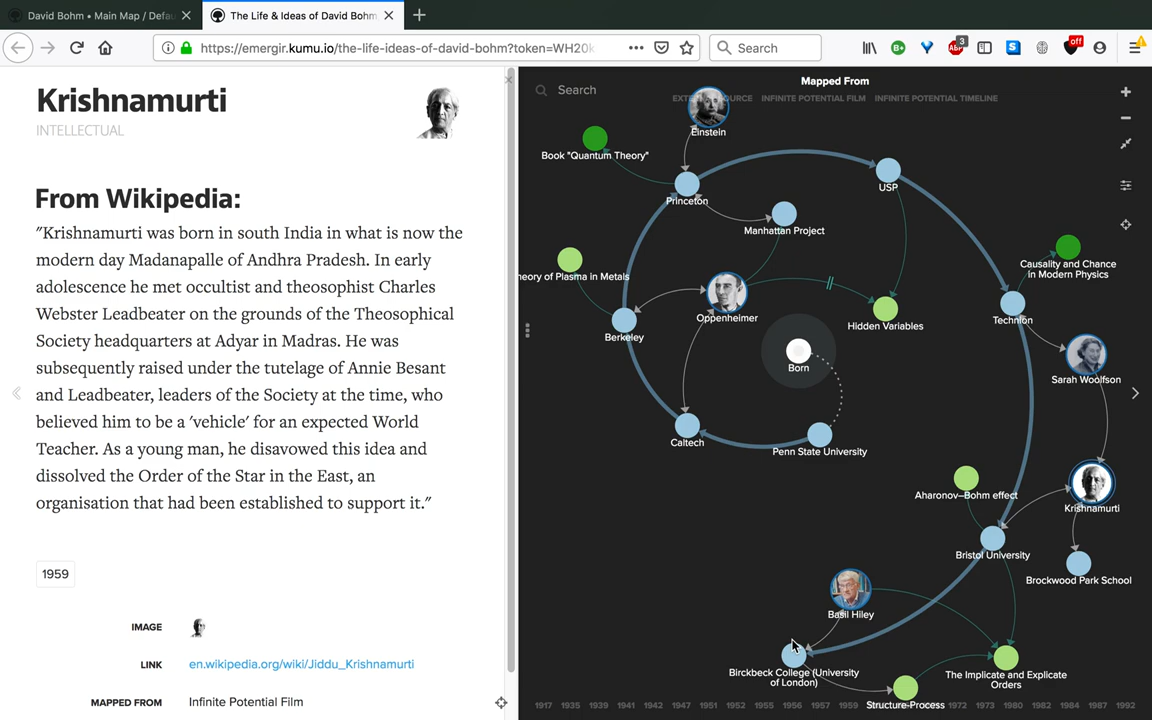 David Bohm • Main Map / Defau
The Life & Ideas of David Bohm
https://emergir.kumu.io/the-life-ideas-of-david-bohm?token=WH20k
Search
B+
ABP
3
S
off
Krishnamurti
INTELLECTUAL
From Wikipedia:
"Krishnamurti was born in south India in what is now the
modern day Madanapalle of Andhra Pradesh. In early
adolescence he met occultist and theosophist Charles
Webster Leadbeater on the grounds of the Theosophical
Society headquarters at Adyar in Madras. He was
subsequently raised under the tutelage of Annie Besant
and Leadbeater, leaders of the Society at the time, who
believed him to be a 'vehicle' for an expected World
Teacher. As a young man, he disavowed this idea and
dissolved the Order of the Star in the East, an
organisation that had been established to support it."
1959
IMAGE
LINK en.wikipedia.org/wiki/Jiddu_Krishnamurti
MAPPED FROM Infinite Potential Film
Mapped From
Search
EXTE OURCE INFINITE POTENTIAL FILM INFINITE POTENTIAL TIMELINE
Einstein
Book "Quantum Theory"
USP
Princeton
Manhattan Project
Causality and Chance
in Modern Physics
heory of Plasma in Metals
Oppenheimer
Hidden Variables
Technion
Berkeley
Born
Sarah Woolfson
Caltech
Penn State University
Aharonov–Bohm effect
Krishnamurti
Bristol University
Brockwood Park School
Basil Hiley
Birckbeck College (University
of London)
The Implicate and Explicate
Orders
Structure-Process
1917 1935 1939 1941 1942 1947 1951 1952 1956 1957 1959 1961 1972 1973 1980 1982 1984 1987 1992